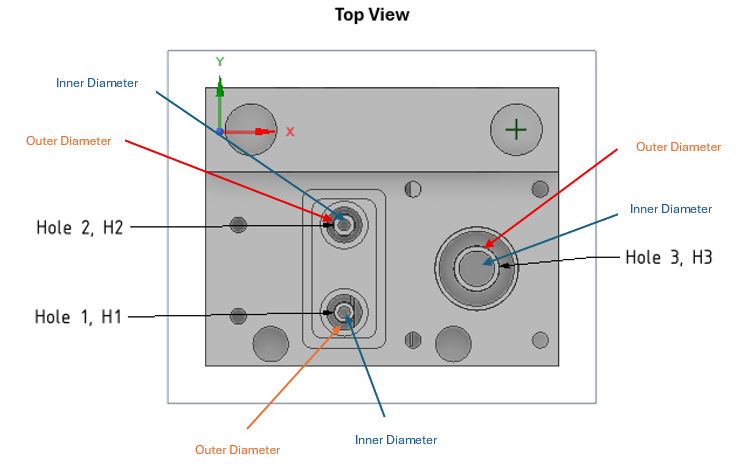 Top View
Y
Inner Diameter
X
Outer Diameter
Outer Diameter
Inner Diameter
Hole 2, H2
Hole 3, H3
Hole 1, H1
Inner Diameter
Outer Diameter